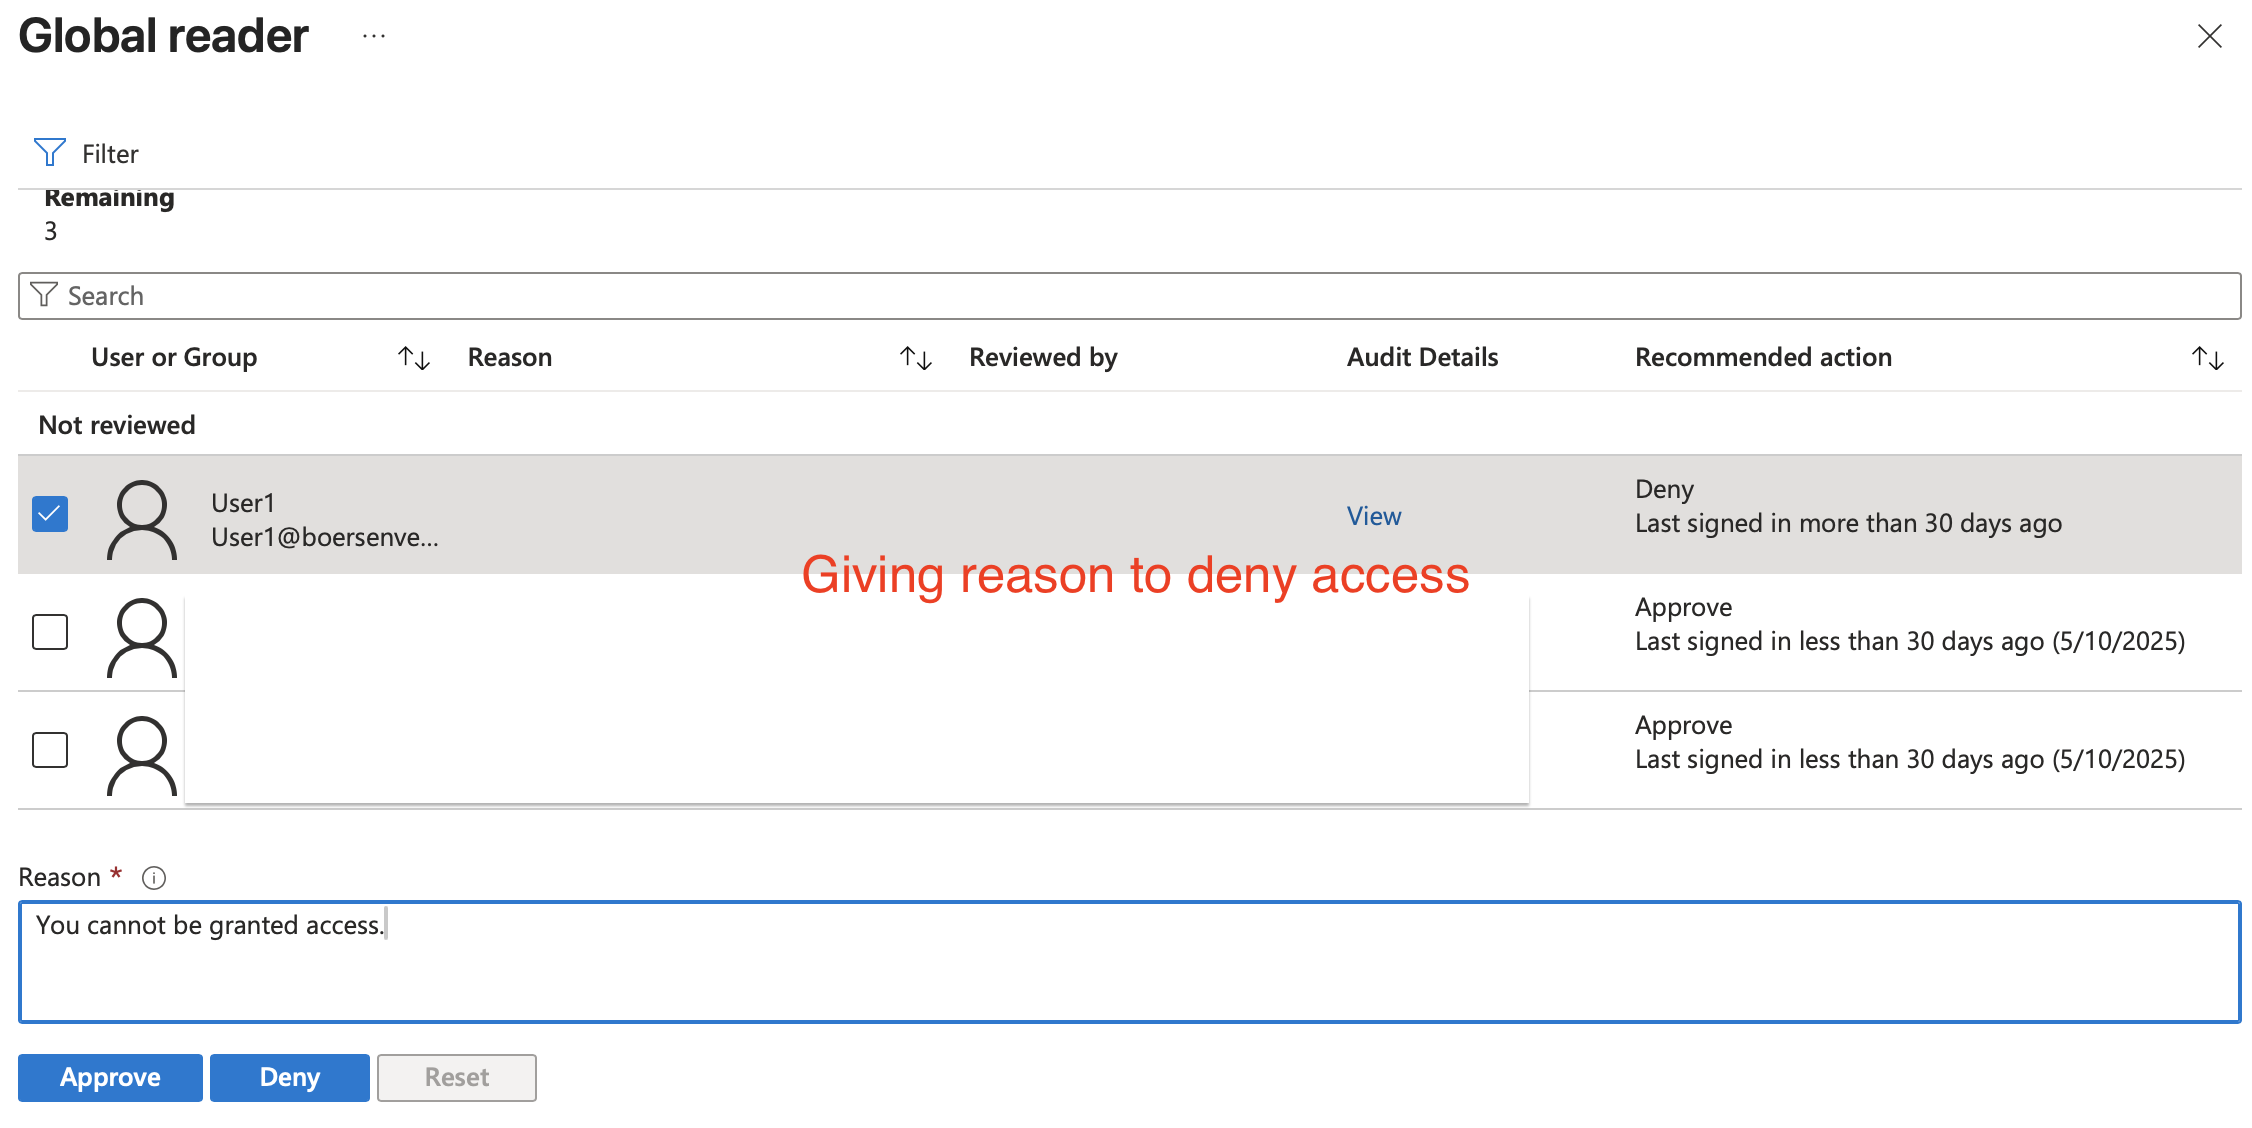 Global reader ...
Filter
Remaining
3
Search
User or Group Reason Reviewed by Audit Details Recommended action
Not reviewed
User1
User1@boersenve...
View
Deny
Last signed in more than 30 days ago
Giving reason to deny access
Approve
Last signed in less than 30 days ago (5/10/2025)
Approve
Last signed in less than 30 days ago (5/10/2025)
Reason *
You cannot be granted access.
Approve Deny Reset